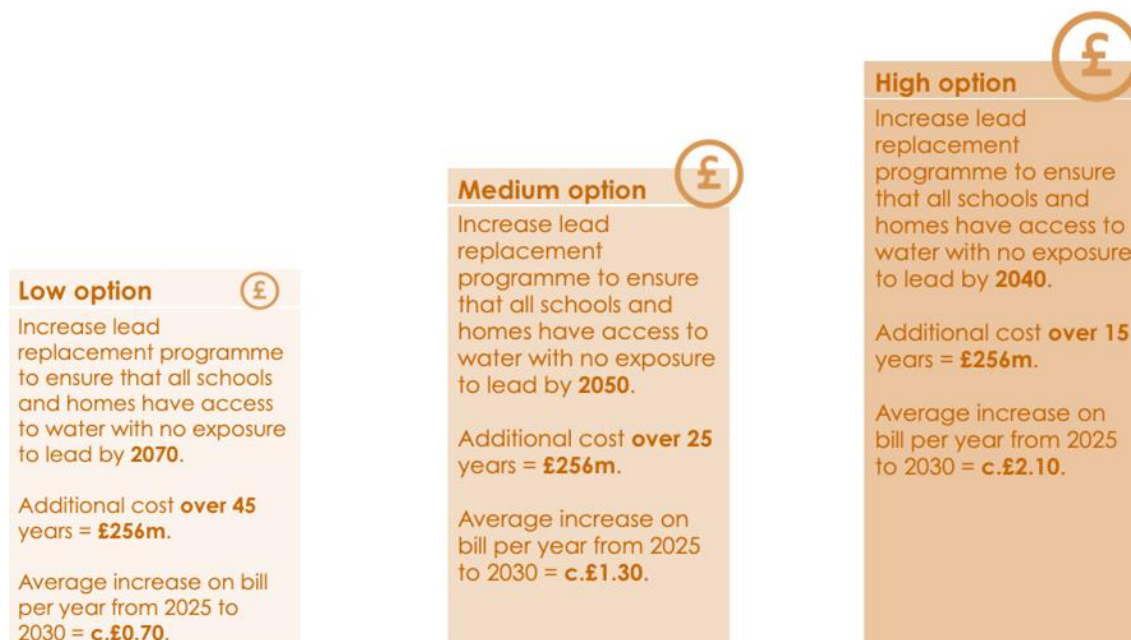 Low option
£
Increase lead
replacement programme
to ensure that all schools
and homes have access
to water with no exposure
to lead by 2070.
Additional cost over 45
years = £256m.
Average increase on bill
per year from 2025 to
2030 = c.£0.70.
Medium option
£
Increase lead
replacement
programme to ensure
that all schools and
homes have access to
water with no exposure
to lead by 2050.
Additional cost over 25
years = £256m.
Average increase on
bill per year from 2025
to 2030 = c.£1.30.
High option
£
Increase lead
replacement
programme to ensure
that all schools and
homes have access to
water with no exposure
to lead by 2040.
Additional cost over 15
years = £256m.
Average increase on
bill per year from 2025
to 2030 = c.£2.10.